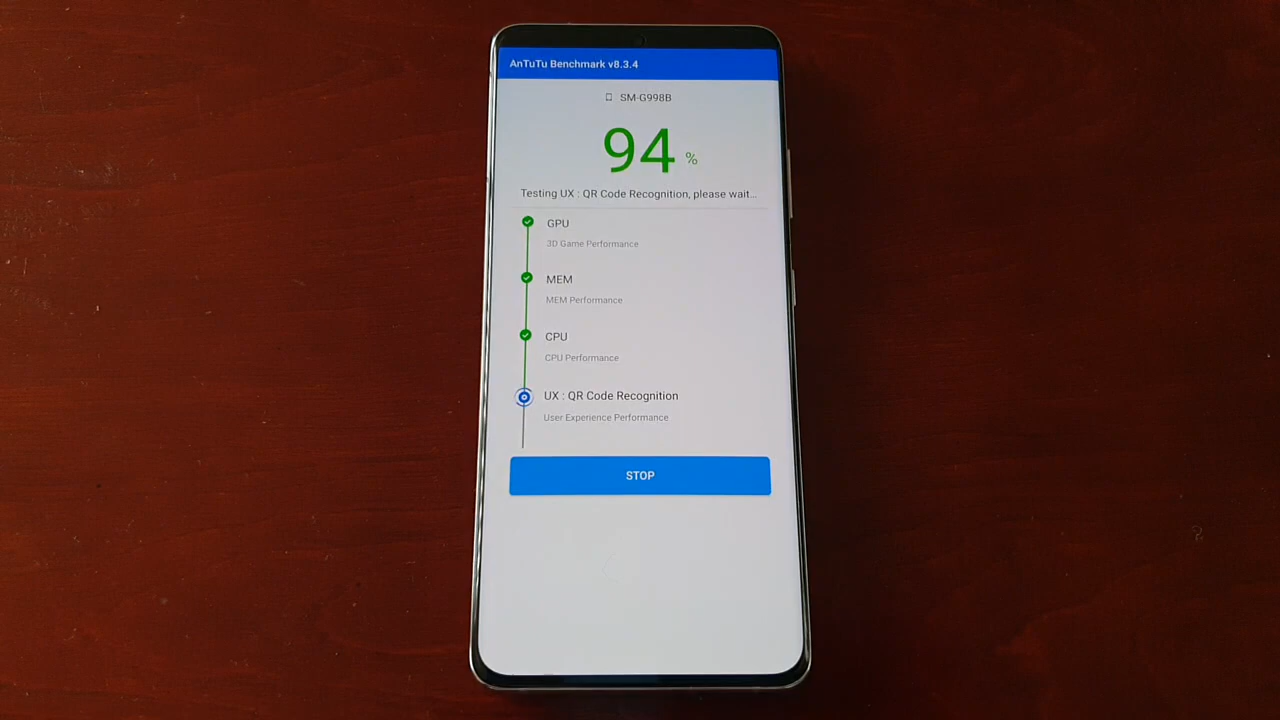 AnTuTu Benchmark v8.3.4
SM-G998B
94 %
Testing UX : QR Code Recognition, please wait...
GPU
3D Game Performance
MEM
MEM Performance
CPU
CPU Performance
UX : QR Code Recognition
User Experience Performance
STOP